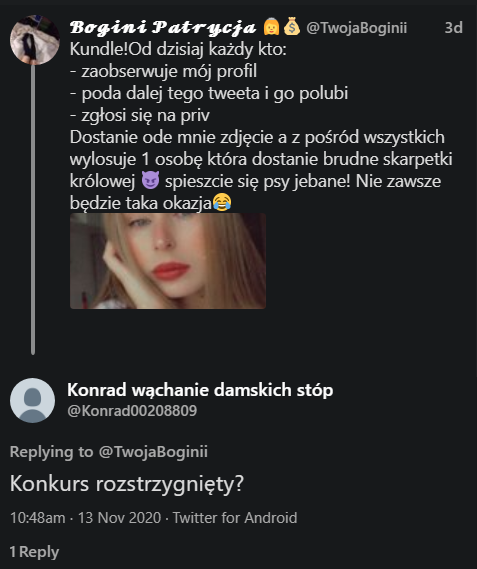 Bogini Patrycja 👱‍♀️💰 @TwojaBoginii 3d
Kundle!Od dzisiaj każdy kto:
- zaobserwuje mój profil
- poda dalej tego tweeta i go polubi
- zgłosi się na priv
Dostanie ode mnie zdjęcie a z pośród wszystkich
wylosuje 1 osobę która dostanie brudne skarpetki
królowej 😈 spieszcie się psy jebane! Nie zawsze
będzie taka okazja😂
Konrad wąchanie damskich stóp
@Konrad00208809
Replying to @TwojaBoginii
Konkurs rozstrzygnięty?
10:48am · 13 Nov 2020 · Twitter for Android
1 Reply